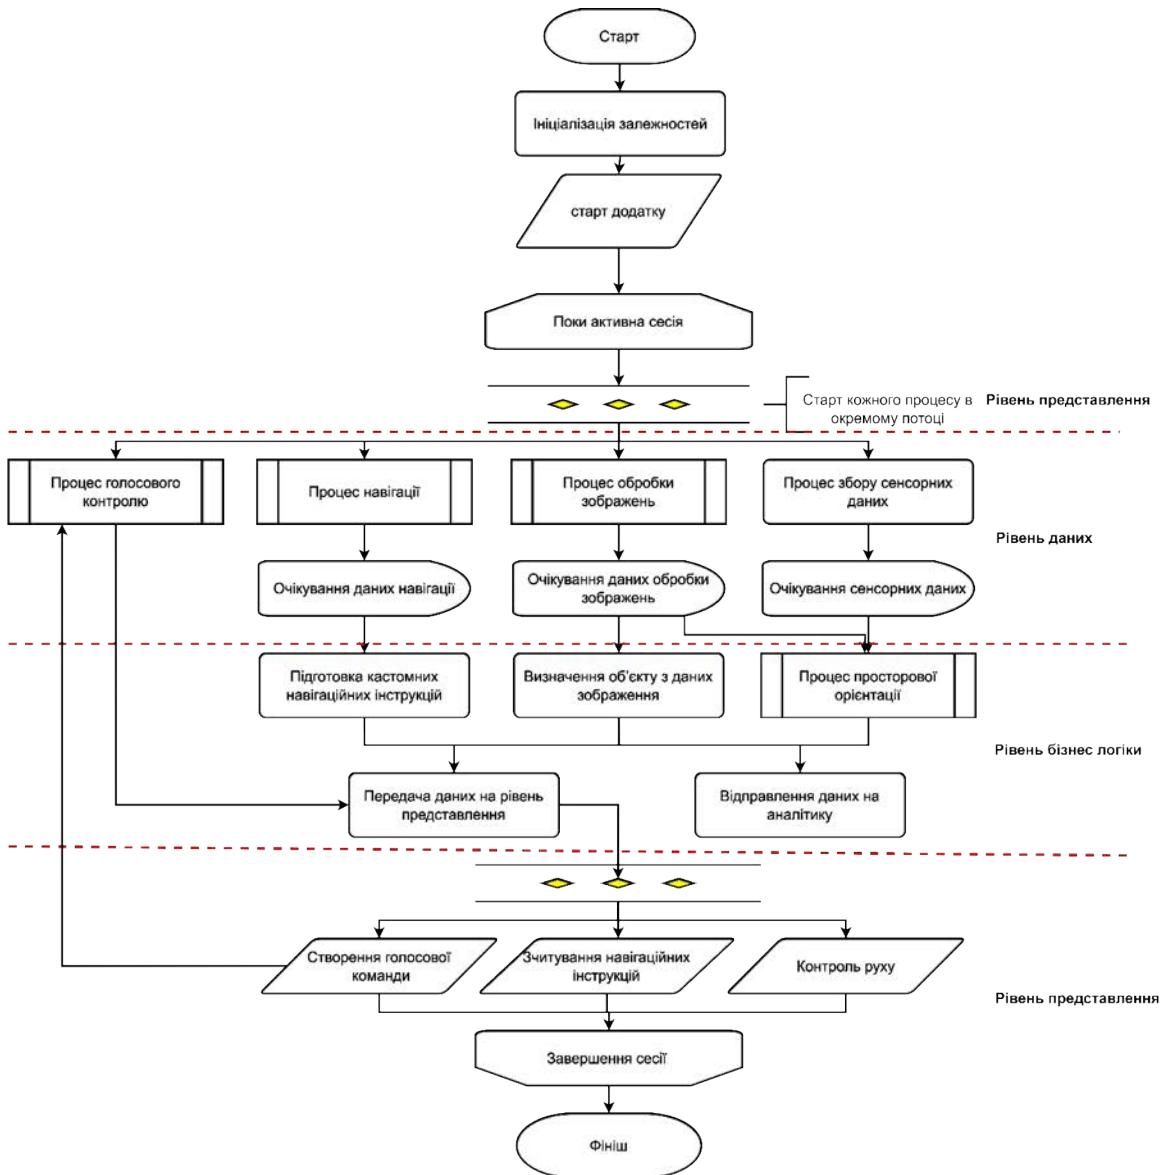 Старт
Ініціалізація залежностей
старт додатку
Поки активна сесія
Старт кожного процесу в
окремому потоці
Рівень представлення
Процес голосового
контролю
Процес навігації
Процес обробки
зображень
Процес збору сенсорних
даних
Рівень даних
Очікування даних навігації
Очікування даних обробки
зображень
Очікування сенсорних даних
Підготовка кастомних
навігаційних інструкцій
Визначення об'єкту з даних
зображення
Процес просторової
орієнтації
Рівень бізнес логіки
Передача даних на рівень
представлення
Відправлення даних на
аналітику
Створення голосової
команди
Зчитування навігаційних
інструкцій
Контроль руху
Рівень представлення
Завершення сесії
Фініш